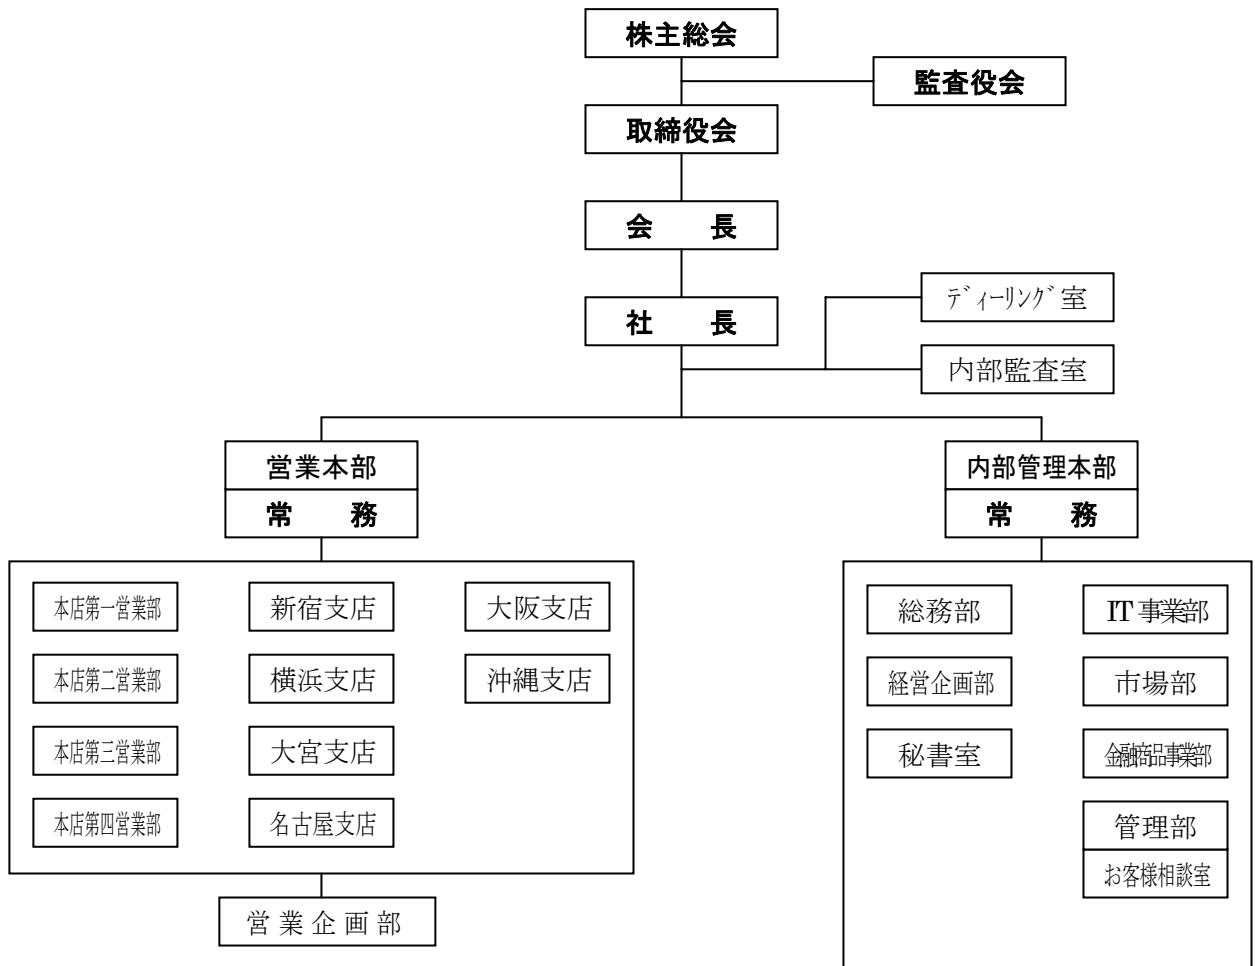 株主総会
監査役会
取締役会
会　　長
社　　長
ﾃﾞｨｰﾘﾝｸﾞ室
内部監査室
営業本部
常　　務
内部管理本部
常　　務
本店第一営業部
新宿支店
大阪支店
本店第二営業部
横浜支店
沖縄支店
本店第三営業部
大宮支店
本店第四営業部
名古屋支店
営業企画部
総務部
IT事業部
経営企画部
市場部
秘書室
金融商品事業部
管理部
お客様相談室